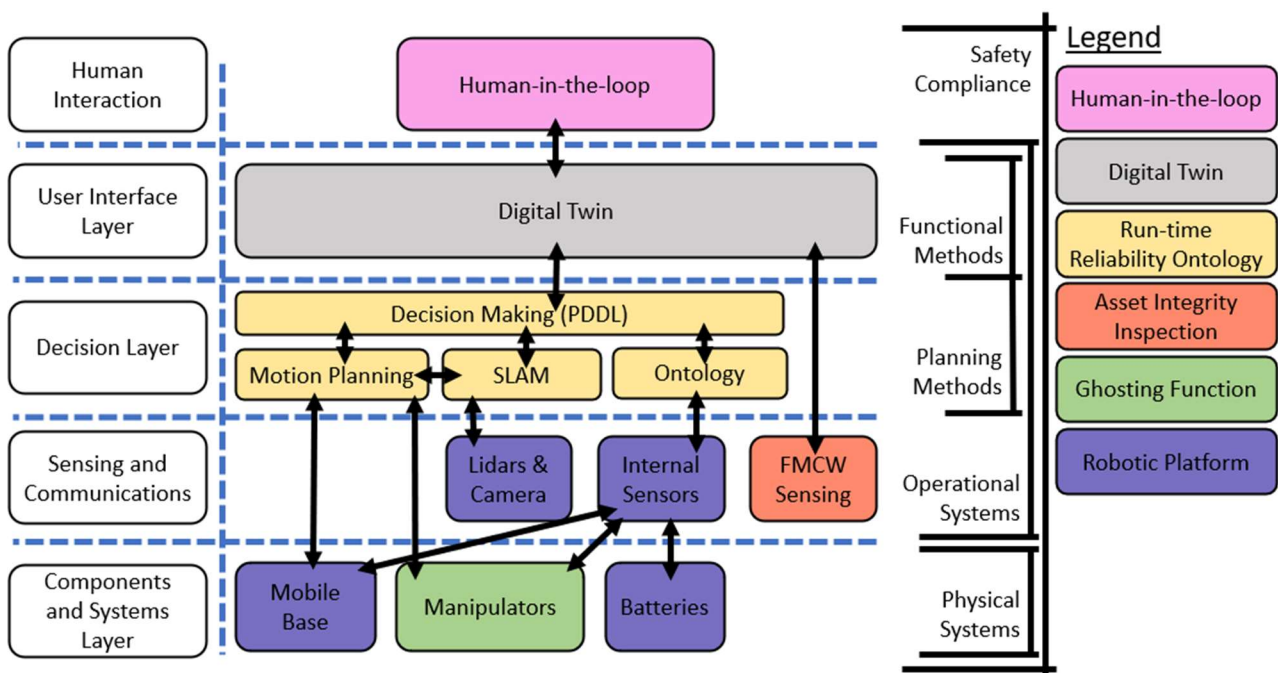 Human
Interaction
Human-in-the-loop
Safety
Compliance
Legend
Human-in-the-loop
User Interface
Layer
Digital Twin
Functional
Methods
Digital Twin
Run-time
Reliability Ontology
Decision Layer
Decision Making (PDDL)
Motion Planning
SLAM
Ontology
Planning
Methods
Asset Integrity
Inspection
Ghosting Function
Sensing and
Communications
Lidars &
Camera
Internal
Sensors
FMCW
Sensing
Operational
Systems
Robotic Platform
Components
and Systems
Layer
Mobile
Base
Manipulators
Batteries
Physical
Systems